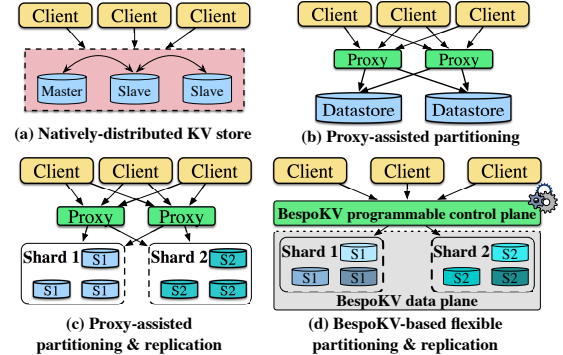 Client Client Client
Master Slave Slave
(a) Natively-distributed KV store
Client Client Client
Proxy Proxy
Datastore Datastore
(b) Proxy-assisted partitioning
Client Client Client
Proxy Proxy
Shard 1 S1 Shard 2 S2
S1 S1 S2 S2
(c) Proxy-assisted
partitioning & replication
Client Client Client
BespoKV programmable control plane
Shard 1 S1 Shard 2 S2
S1 S1 S2 S2
BespoKV data plane
(d) BespoKV-based flexible
partitioning & replication